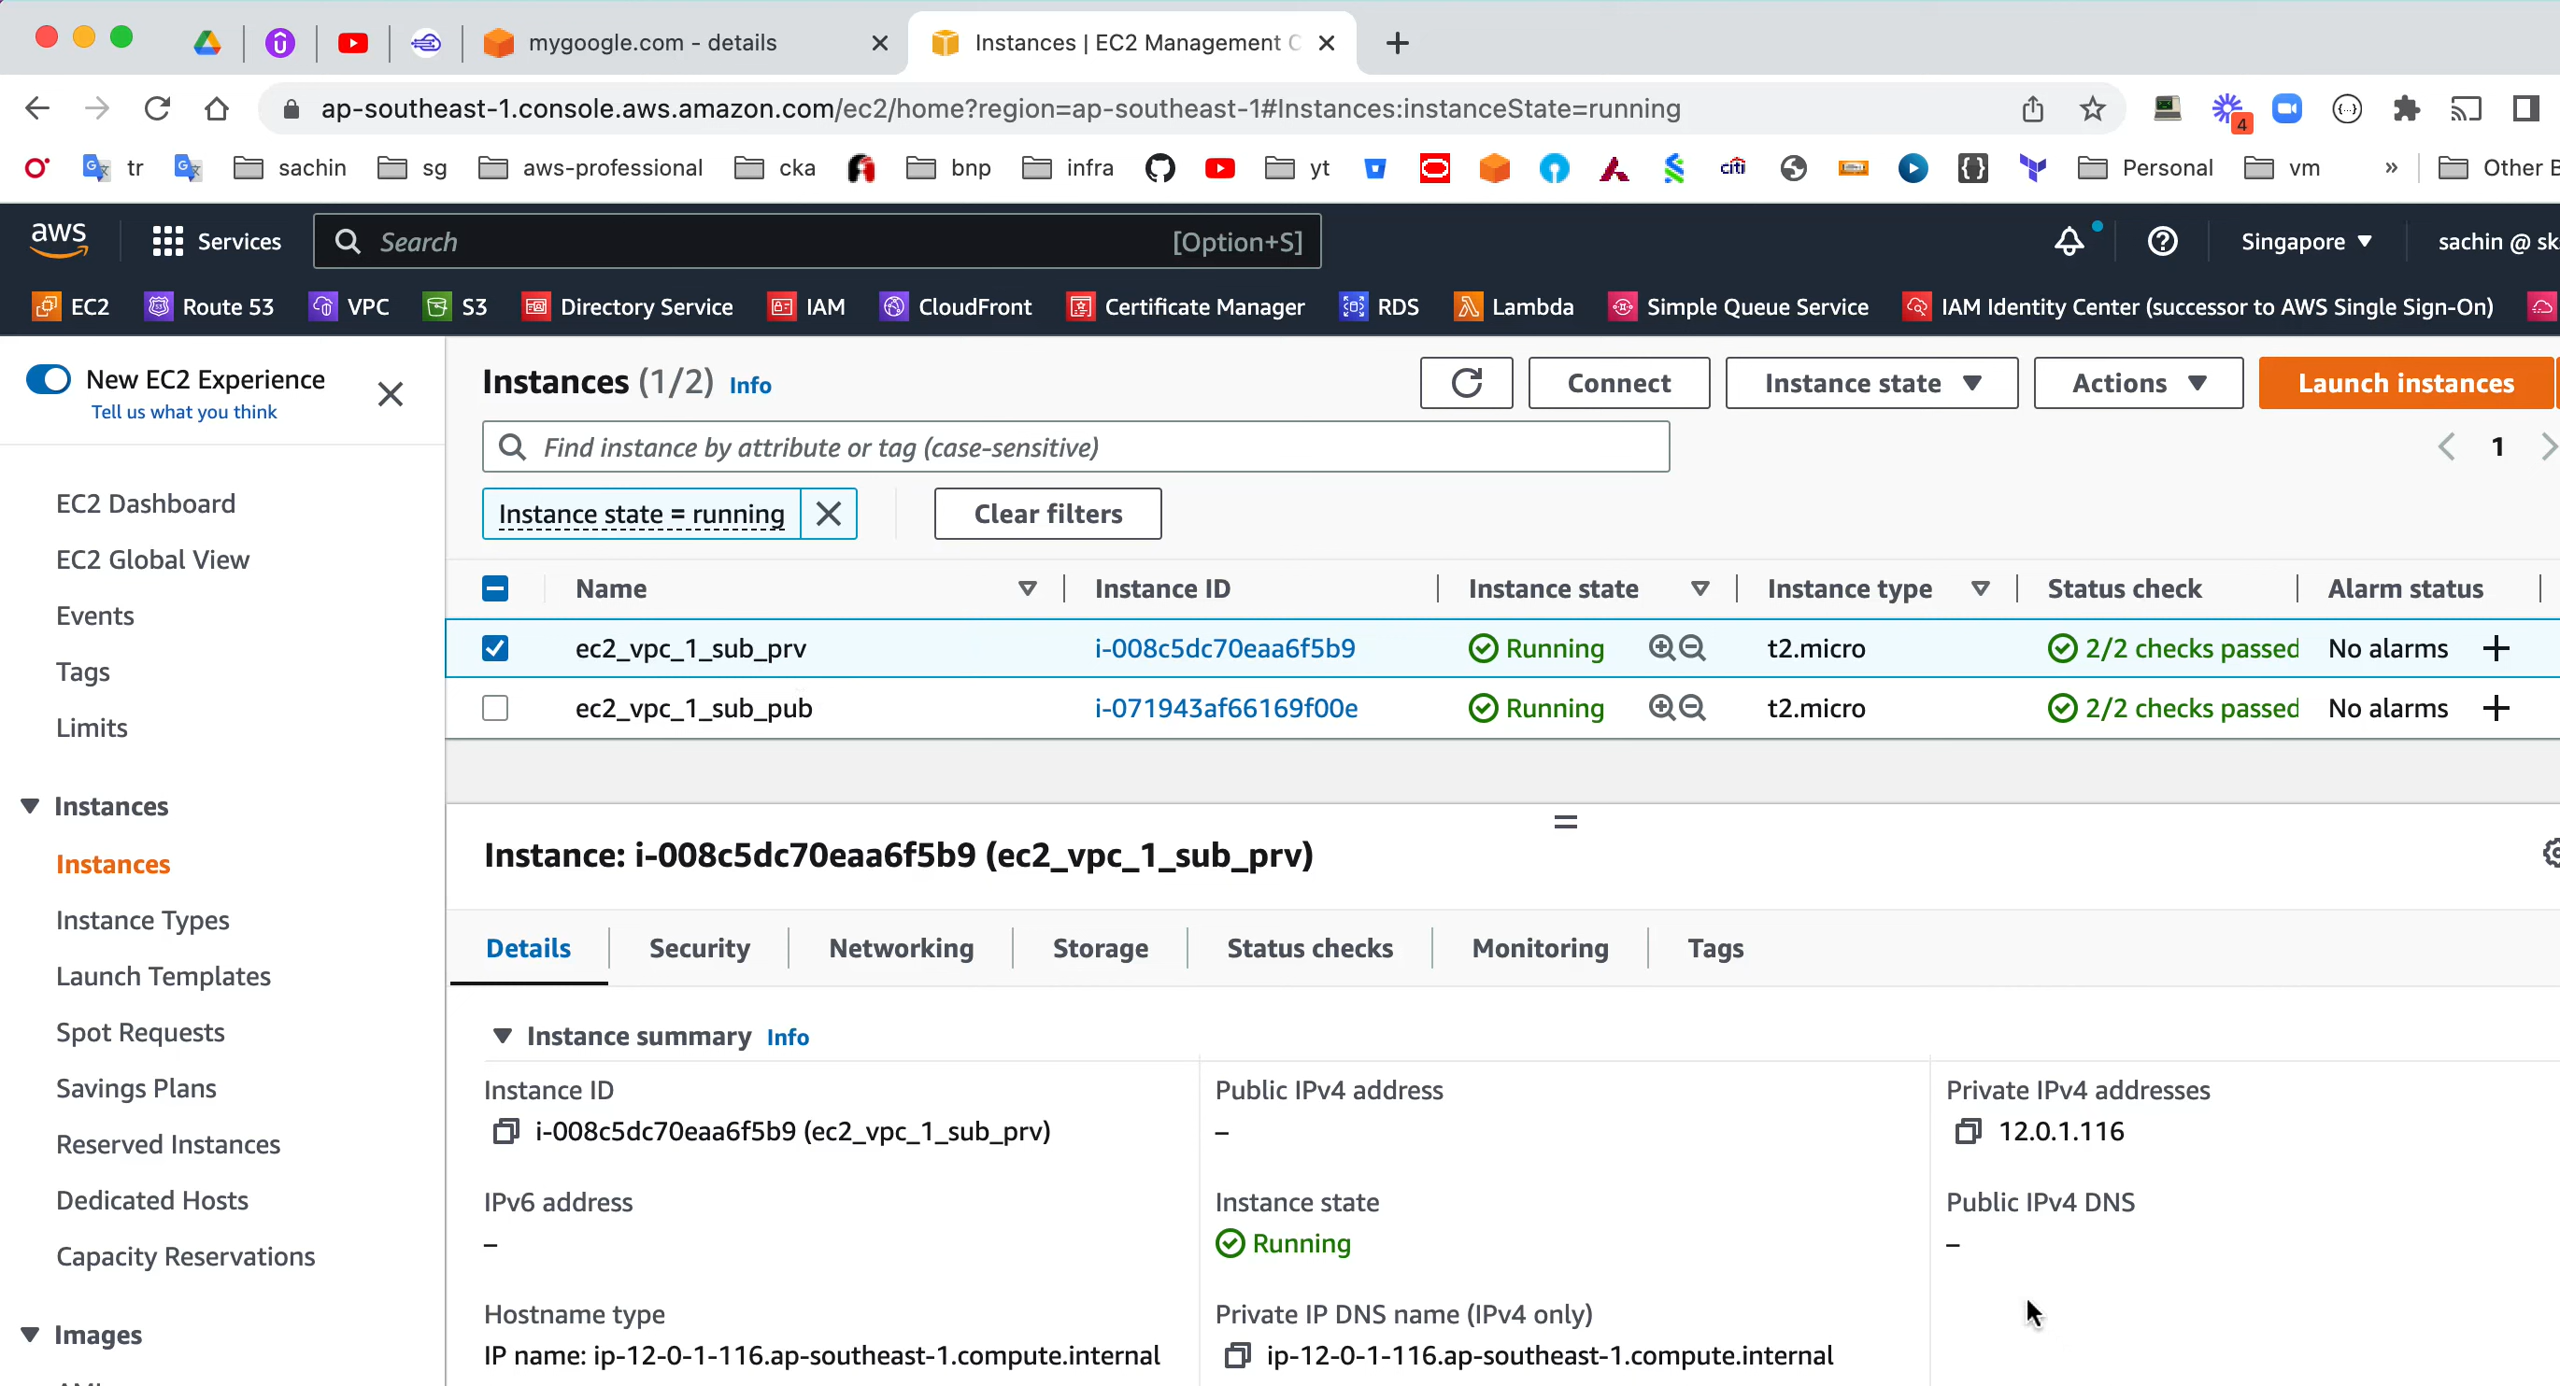 mygoogle.com - details
Instances | EC2 Management C
ap-southeast-1.console.aws.amazon.com/ec2/home?region=ap-southeast-1#Instances:instanceState=running
4
tr sachin sg aws-professional cka bnp infra yt citi Personal vm » Other B
aws Services Search [Option+S] Singapore sachin @ sk
EC2 Route 53 VPC S3 Directory Service IAM CloudFront Certificate Manager RDS Lambda Simple Queue Service IAM Identity Center (successor to AWS Single Sign-On)
New EC2 Experience
Tell us what you think
EC2 Dashboard
EC2 Global View
Events
Tags
Limits
Instances
Instances
Instance Types
Launch Templates
Spot Requests
Savings Plans
Reserved Instances
Dedicated Hosts
Capacity Reservations
Images
Instances (1/2) Info
Connect Instance state Actions Launch instances
Find instance by attribute or tag (case-sensitive)
1
Instance state = running Clear filters
Name Instance ID Instance state Instance type Status check Alarm status
ec2_vpc_1_sub_prv i-008c5dc70eaa6f5b9 Running t2.micro 2/2 checks passed No alarms +
ec2_vpc_1_sub_pub i-071943af66169f00e Running t2.micro 2/2 checks passed No alarms +
Instance: i-008c5dc70eaa6f5b9 (ec2_vpc_1_sub_prv)
Details Security Networking Storage Status checks Monitoring Tags
Instance summary Info
Instance ID
i-008c5dc70eaa6f5b9 (ec2_vpc_1_sub_prv)
Public IPv4 address
–
Private IPv4 addresses
12.0.1.116
IPv6 address
–
Instance state
Running
Public IPv4 DNS
–
Hostname type
IP name: ip-12-0-1-116.ap-southeast-1.compute.internal
Private IP DNS name (IPv4 only)
ip-12-0-1-116.ap-southeast-1.compute.internal